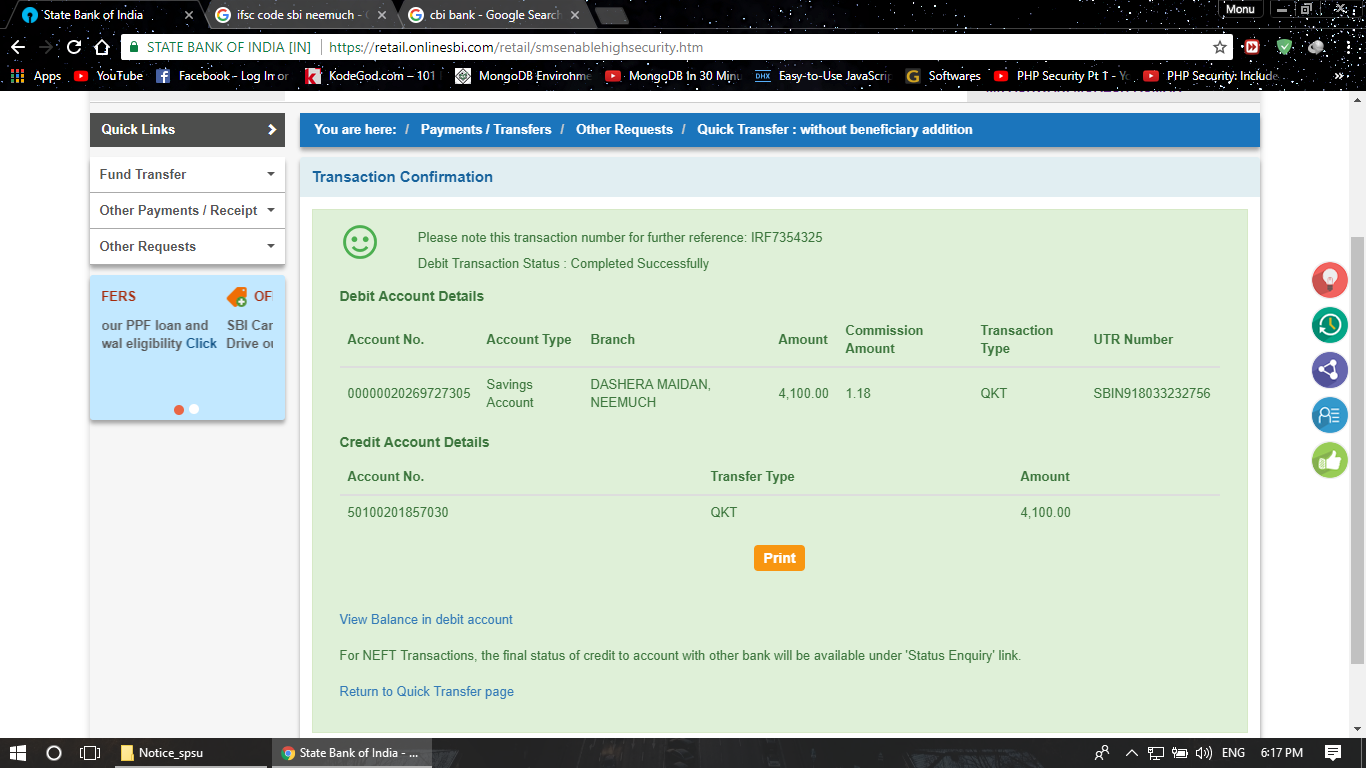 State Bank of India
ifsc code sbi neemuch -
cbi bank - Google Search
Monu
STATE BANK OF INDIA [IN]
https://retail.onlinesbi.com/retail/smsenablehighsecurity.htm
Apps
YouTube
Facebook - Log In or
KodeGod.com – 101
MongoDB Environme
MongoDB In 30 Minu
DHX
Easy-to-Use JavaScrip
Softwares
PHP Security Pt 1 - Yo
PHP Security: Include
»
Quick Links
You are here: / Payments / Transfers / Other Requests / Quick Transfer : without beneficiary addition
Fund Transfer
Other Payments / Receipt
Other Requests
FERS
OF
our PPF loan and
wal eligibility Click
SBI Car
Drive ou
Transaction Confirmation
Please note this transaction number for further reference: IRF7354325
Debit Transaction Status : Completed Successfully
Debit Account Details
Account No. Account Type Branch Amount Commission Amount Transaction Type UTR Number
00000020269727305 Savings Account DASHERA MAIDAN, NEEMUCH 4,100.00 1.18 QKT SBIN918033232756
Credit Account Details
Account No. Transfer Type Amount
50100201857030 QKT 4,100.00
Print
View Balance in debit account
For NEFT Transactions, the final status of credit to account with other bank will be available under 'Status Enquiry' link.
Return to Quick Transfer page
Notice_spsu
State Bank of India - ...
ENG
6:17 PM